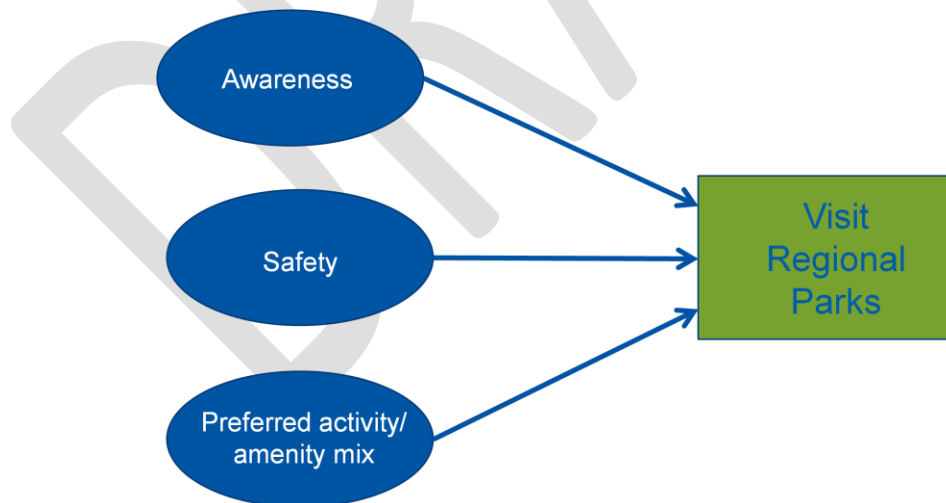 Awareness
Safety
Preferred activity/
amenity mix
Visit
Regional
Parks